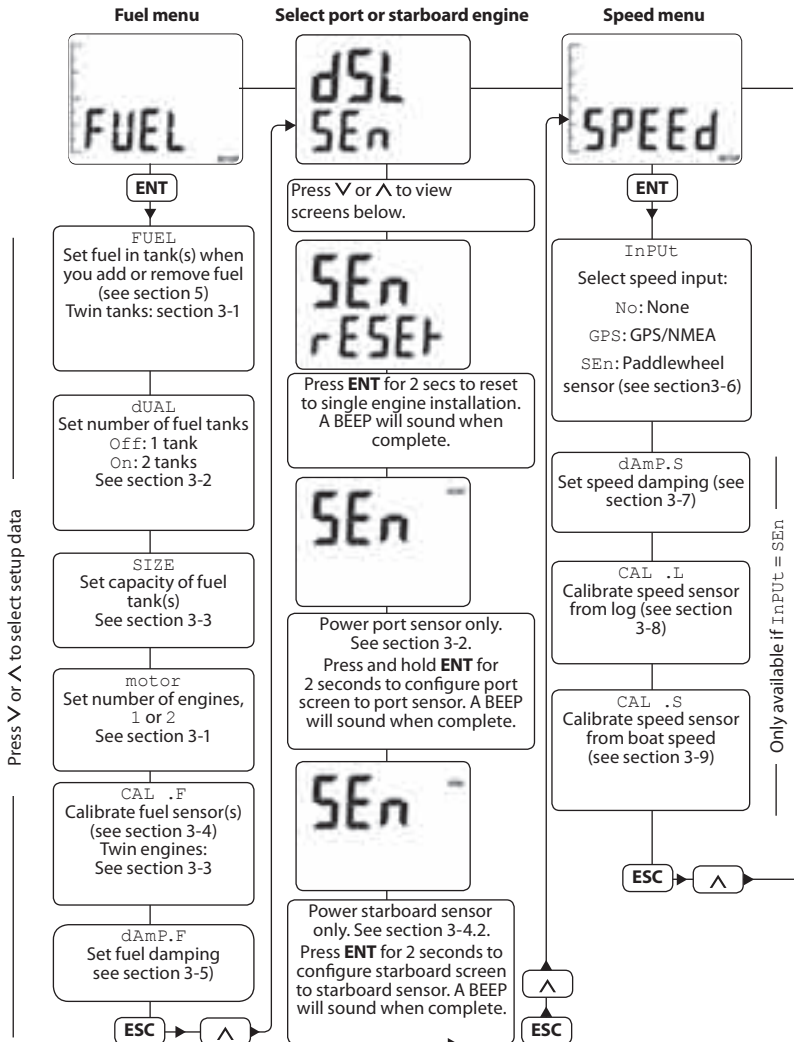 Fuel menu
FUEL
ENT
FUEL
Set fuel in tank(s) when
you add or remove fuel
(see section 5)
Twin tanks: section 3-1
dUAL
Set number of fuel tanks
Off: 1 tank
On: 2 tanks
See section 3-2
SIZE
Set capacity of fuel
tank(s)
See section 3-3
motor
Set number of engines,
1 or 2
See section 3-1
CAL .F
Calibrate fuel sensor(s)
(see section 3-4)
Twin engines:
See section 3-3
dAmP.F
Set fuel damping
see section 3-5)
ESC
Λ
Press V or Λ to select setup data
Select port or starboard engine
dSL
SEn
Press V or Λ to view
screens below.
SEn
rESEt
Press ENT for 2 secs to reset
to single engine installation.
A BEEP will sound when
complete.
SEn
Power port sensor only.
See section 3-2.
Press and hold ENT for
2 seconds to configure port
screen to port sensor. A BEEP
will sound when complete.
SEn
Power starboard sensor
only. See section 3-4.2.
Press ENT for 2 seconds to
configure starboard screen
to starboard sensor. A BEEP
will sound when complete.
Λ
ESC
Speed menu
SPEEd
ENT
InPUt
Select speed input:
No: None
GPS: GPS/NMEA
SEn: Paddlewheel
sensor (see section3-6)
dAmP.S
Set speed damping (see
section 3-7)
CAL .L
Calibrate speed sensor
from log (see section
3-8)
CAL .S
Calibrate speed sensor
from boat speed
(see section 3-9)
ESC
Λ
Only available if InPUt = SEn